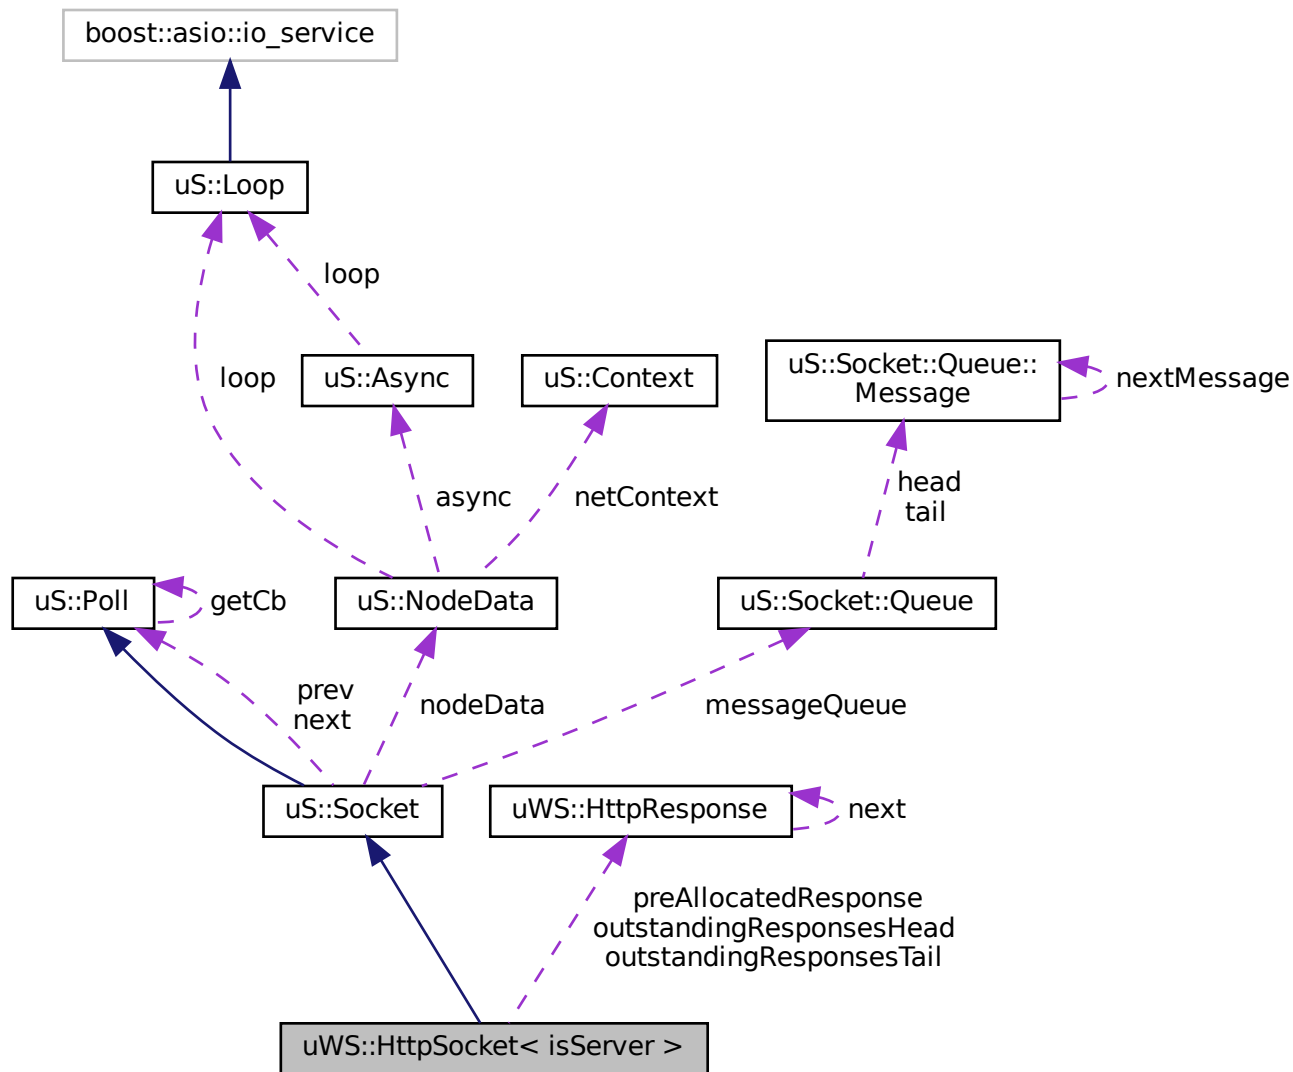 boost::asio::io_service
uS::Loop
loop
loop
uS::Async
uS::Context
uS::Socket::Queue::
Message
nextMessage
async
netContext
head
tail
uS::Poll
getCb
uS::NodeData
uS::Socket::Queue
prev
next
nodeData
messageQueue
uS::Socket
uWS::HttpResponse
next
preAllocatedResponse
outstandingResponsesHead
outstandingResponsesTail
uWS::HttpSocket< isServer >